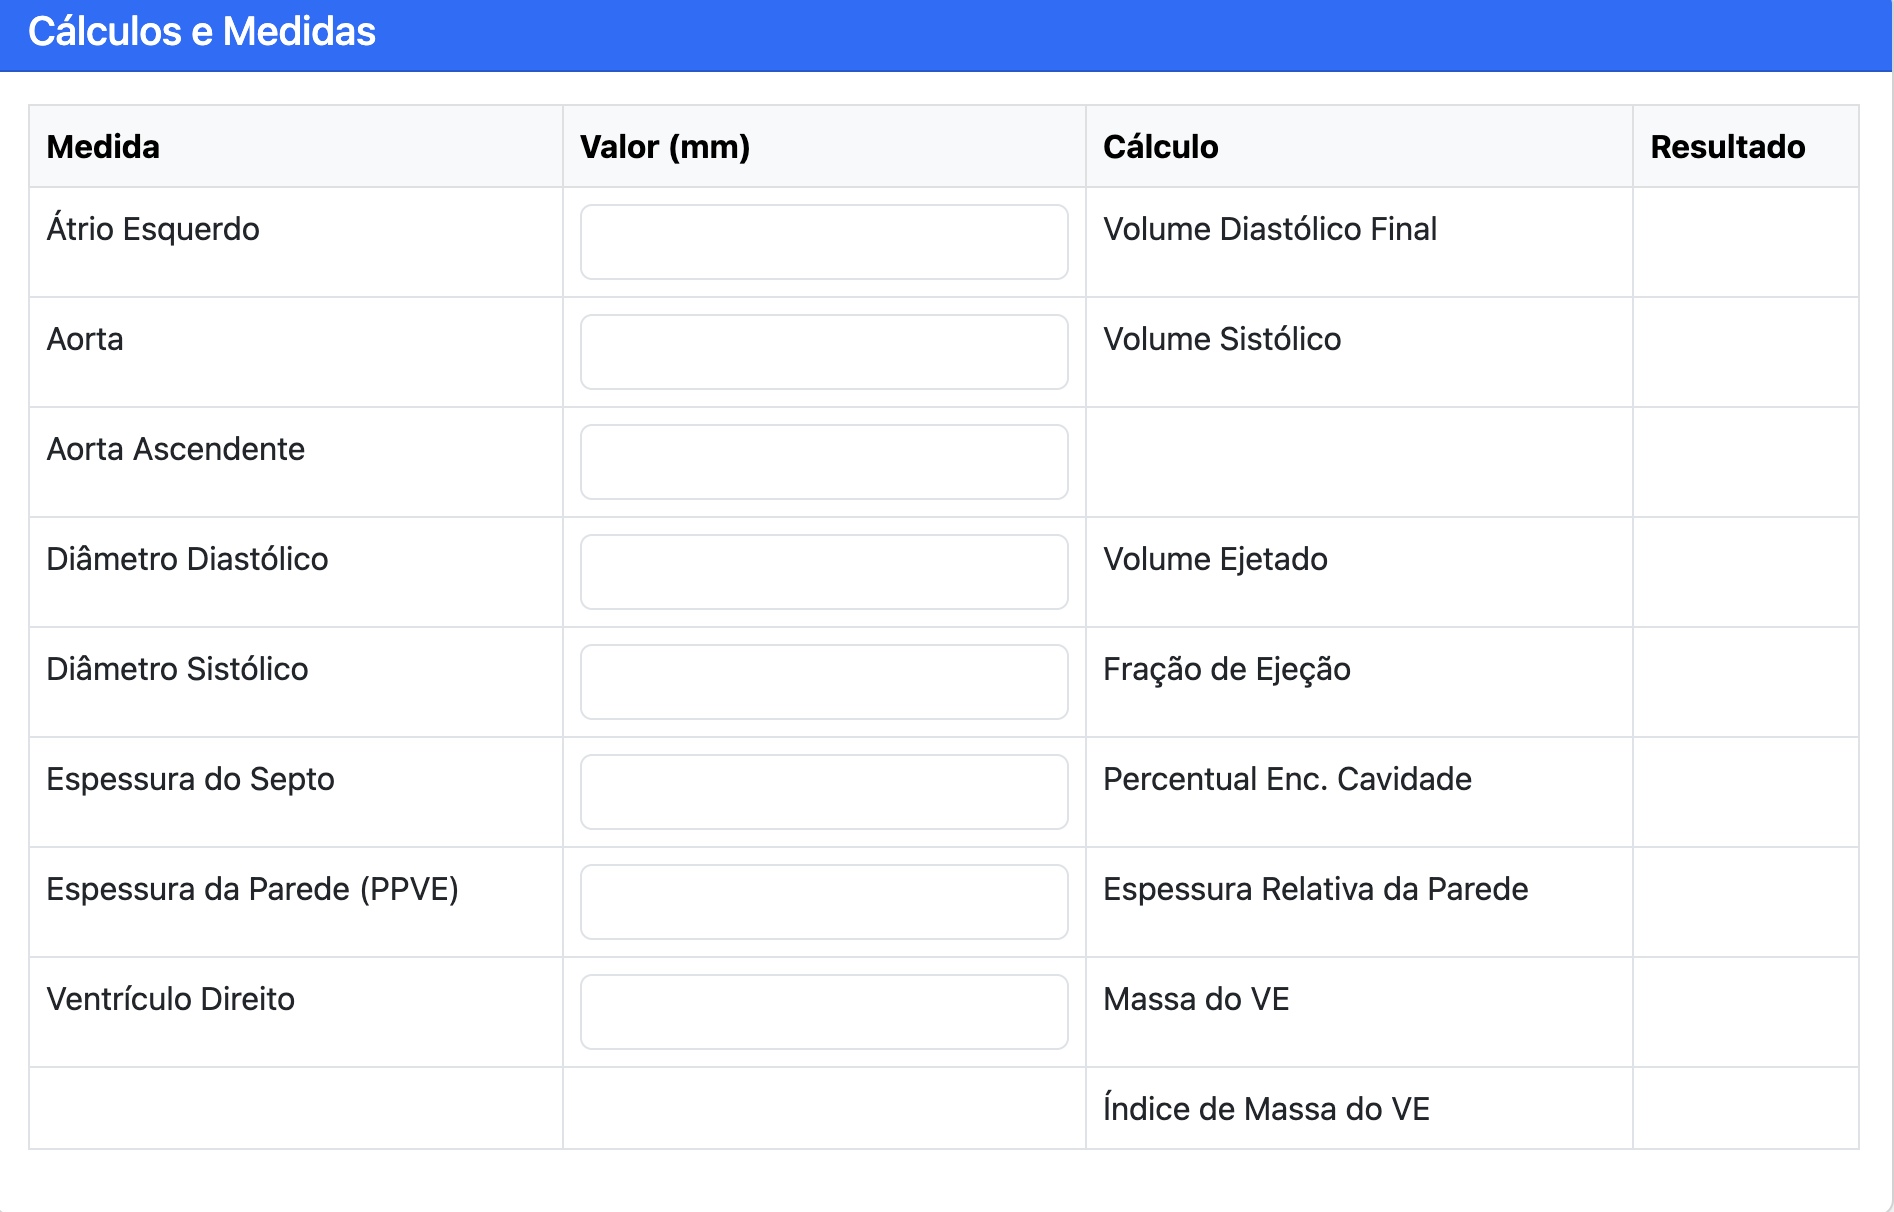 Cálculos e Medidas
Medida Valor (mm) Cálculo Resultado
Átrio Esquerdo Volume Diastólico Final
Aorta Volume Sistólico
Aorta Ascendente
Diâmetro Diastólico Volume Ejetado
Diâmetro Sistólico Fração de Ejeção
Espessura do Septo Percentual Enc. Cavidade
Espessura da Parede (PPVE) Espessura Relativa da Parede
Ventrículo Direito Massa do VE
Índice de Massa do VE